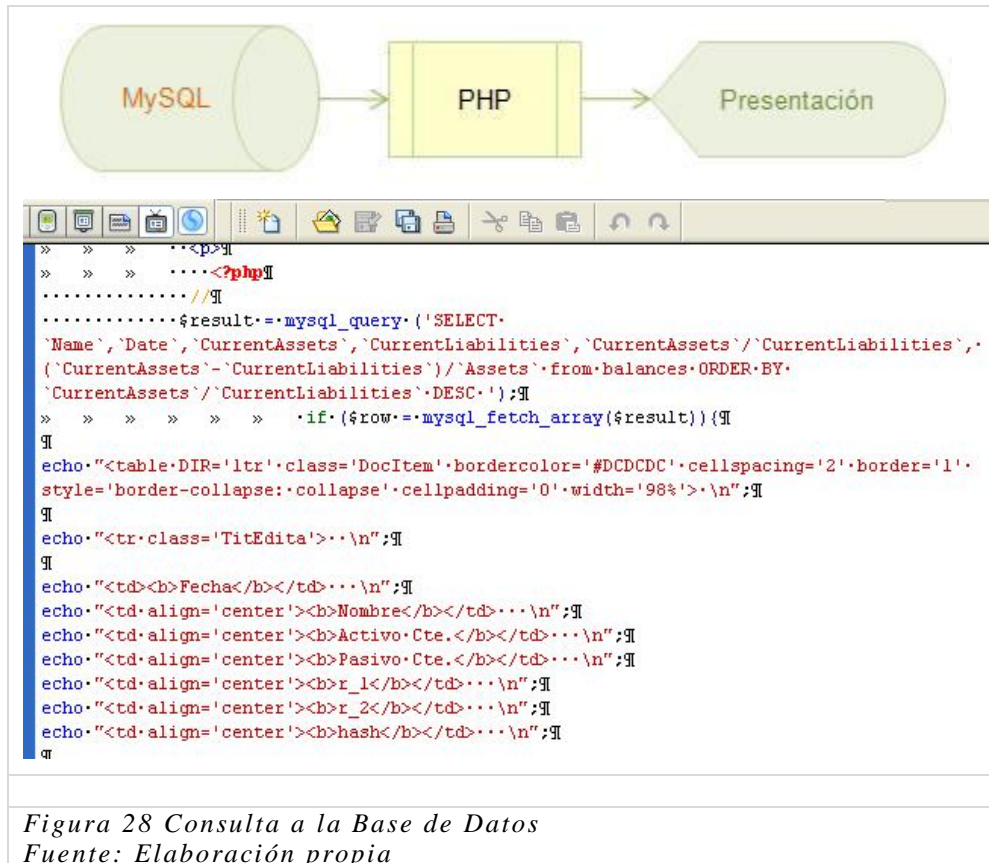 MySQL PHP Presentación
» » » ··<p>¶
» » » ····<?php¶
··············//¶
·············$result·=·mysql_query·('SELECT·
`Name`,`Date`,`CurrentAssets`,`CurrentLiabilities`,`CurrentAssets`/`CurrentLiabilities`,·
(`CurrentAssets`-`CurrentLiabilities`)/`Assets`·from·balances·ORDER·BY·
`CurrentAssets`/`CurrentLiabilities`·DESC·');¶
» » » » » » ·if·($row·=·mysql_fetch_array($result)){¶
¶
echo·"<table·DIR='ltr'·class='DocItem'·bordercolor='#DCDCDC'·cellspacing='2'·border='1'·
style='border-collapse:·collapse'·cellpadding='0'·width='98%'>·\n";¶
¶
echo·"<tr·class='TitEdita'>··\n";¶
¶
echo·"<td><b>Fecha</b></td>···\n";¶
echo·"<td·align='center'><b>Nombre</b></td>···\n";¶
echo·"<td·align='center'><b>Activo·Cte.</b></td>···\n";¶
echo·"<td·align='center'><b>Pasivo·Cte.</b></td>···\n";¶
echo·"<td·align='center'><b>r_1</b></td>···\n";¶
echo·"<td·align='center'><b>r_2</b></td>···\n";¶
echo·"<td·align='center'><b>hash</b></td>···\n";¶
¶
Figura 28 Consulta a la Base de Datos
Fuente: Elaboración propia